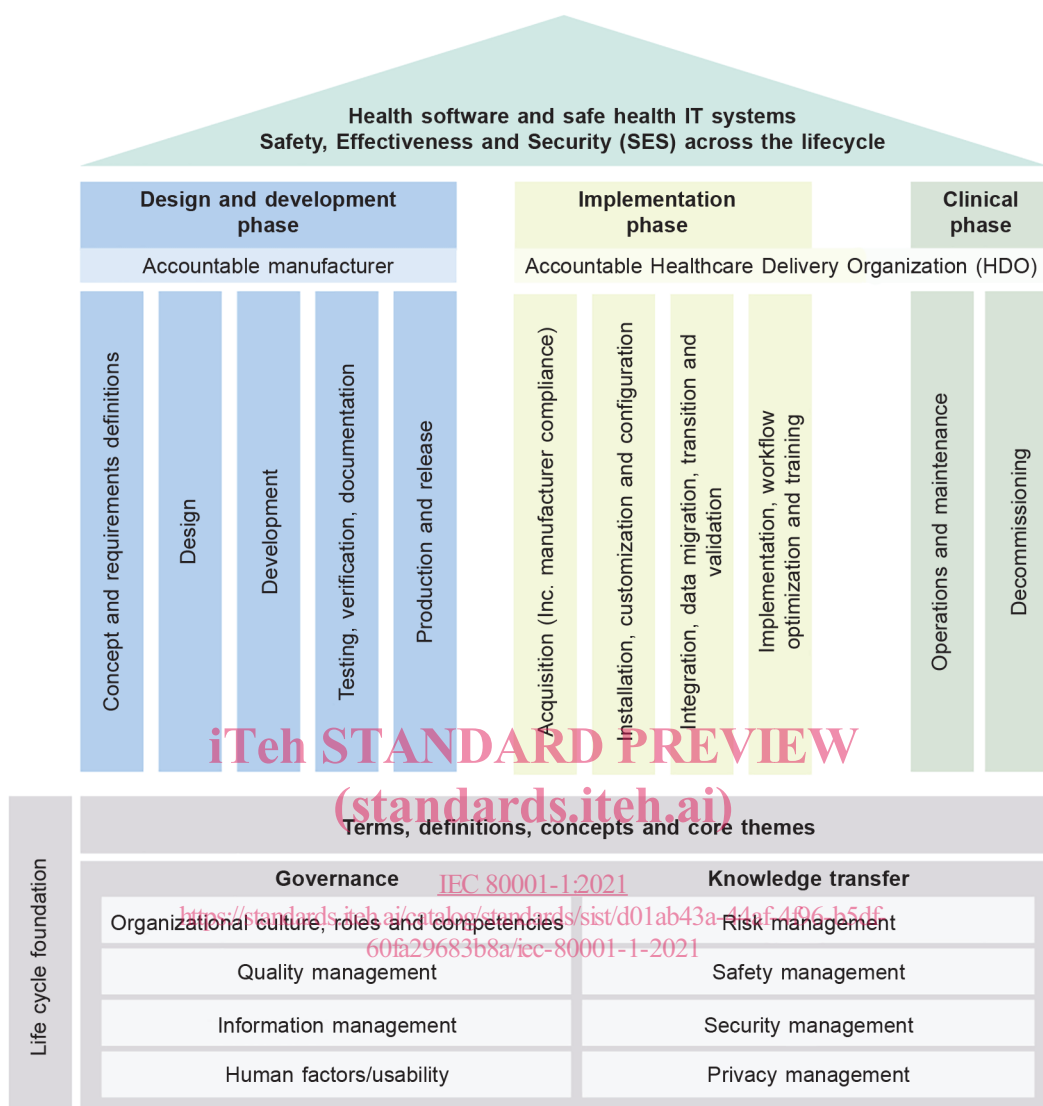 Health software and safe health IT systems
Safety, Effectiveness and Security (SES) across the lifecycle
Design and development
phase
Implementation
phase
Clinical
phase
Accountable manufacturer
Accountable Healthcare Delivery Organization (HDO)
Concept and requirements definitions
Design
Development
Testing, verification, documentation
Production and release
Acquisition (Inc. manufacturer compliance)
Installation, customization and configuration
Integration, data migration, transition and
validation
Implementation, workflow
optimization and training
Operations and maintenance
Decommissioning
iTeh STANDARD PREVIEW
(standards.iteh.ai)
Life cycle foundation
Terms, definitions, concepts and core themes
Governance
Knowledge transfer
IEC 80001-1:2021
https://standards.iteh.ai/catalog/standards/sist/d01ab43a-44af-4f96-b5df-
60fa29683b8a/iec-80001-1-2021
Organizational culture, roles and competencies
Risk management
Quality management
Safety management
Information management
Security management
Human factors/usability
Privacy management